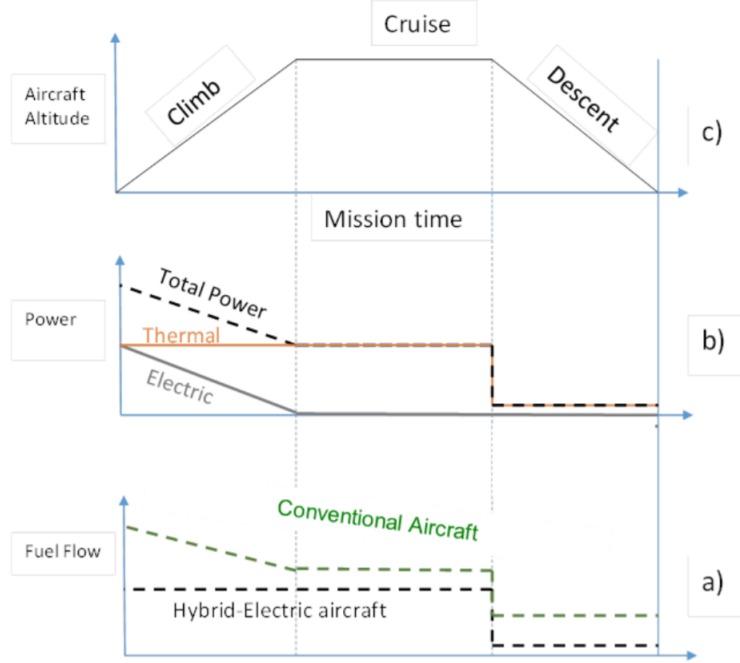 Cruise
Aircraft
Altitude
Climb
Descent
c)
Mission time
Total Power
Power
Thermal
b)
Electric
Conventional Aircraft
Fuel Flow
a)
Hybrid-Electric aircraft